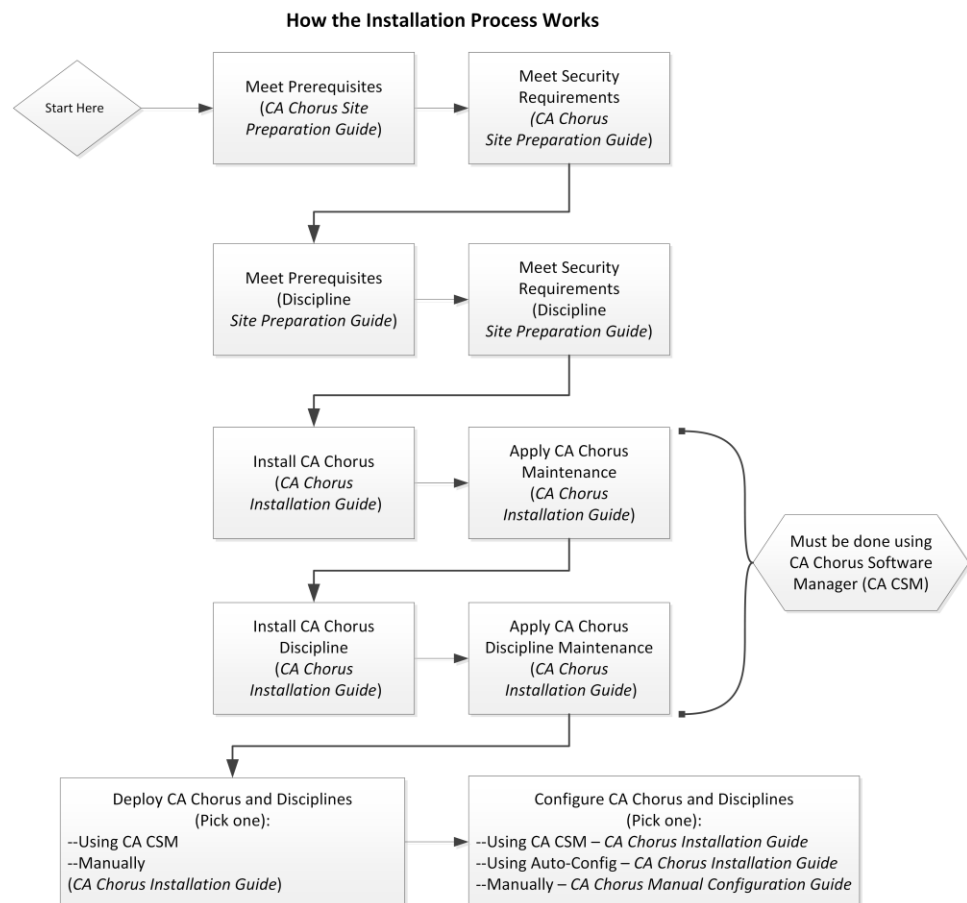 How the Installation Process Works
Start Here
Meet Prerequisites
(CA Chorus Site
Preparation Guide)
Meet Security
Requirements
(CA Chorus
Site Preparation Guide)
Meet Prerequisites
(Discipline
Site Preparation Guide)
Meet Security
Requirements
(Discipline
Site Preparation Guide)
Install CA Chorus
(CA Chorus
Installation Guide)
Apply CA Chorus
Maintenance
(CA Chorus
Installation Guide)
Must be done using
CA Chorus Software
Manager (CA CSM)
Install CA Chorus
Discipline
(CA Chorus
Installation Guide)
Apply CA Chorus
Discipline Maintenance
(CA Chorus
Installation Guide)
Deploy CA Chorus and Disciplines
(Pick one):
--Using CA CSM
--Manually
(CA Chorus Installation Guide)
Configure CA Chorus and Disciplines
(Pick one):
--Using CA CSM – CA Chorus Installation Guide
--Using Auto-Config – CA Chorus Installation Guide
--Manually – CA Chorus Manual Configuration Guide